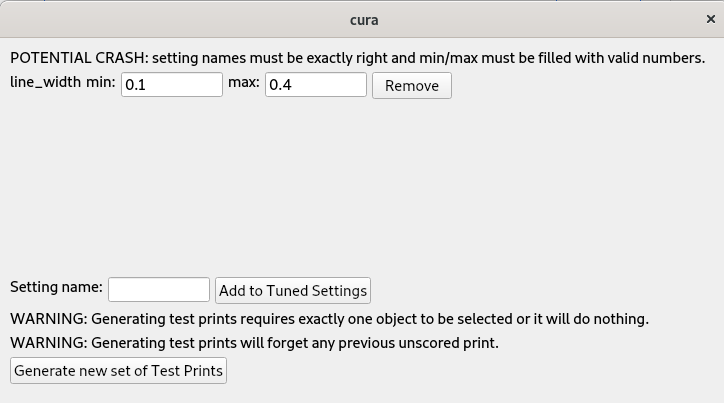 cura
POTENTIAL CRASH: setting names must be exactly right and min/max must be filled with valid numbers.
line_width min: 0.1 max: 0.4 Remove
Setting name: Add to Tuned Settings
WARNING: Generating test prints requires exactly one object to be selected or it will do nothing.
WARNING: Generating test prints will forget any previous unscored print.
Generate new set of Test Prints